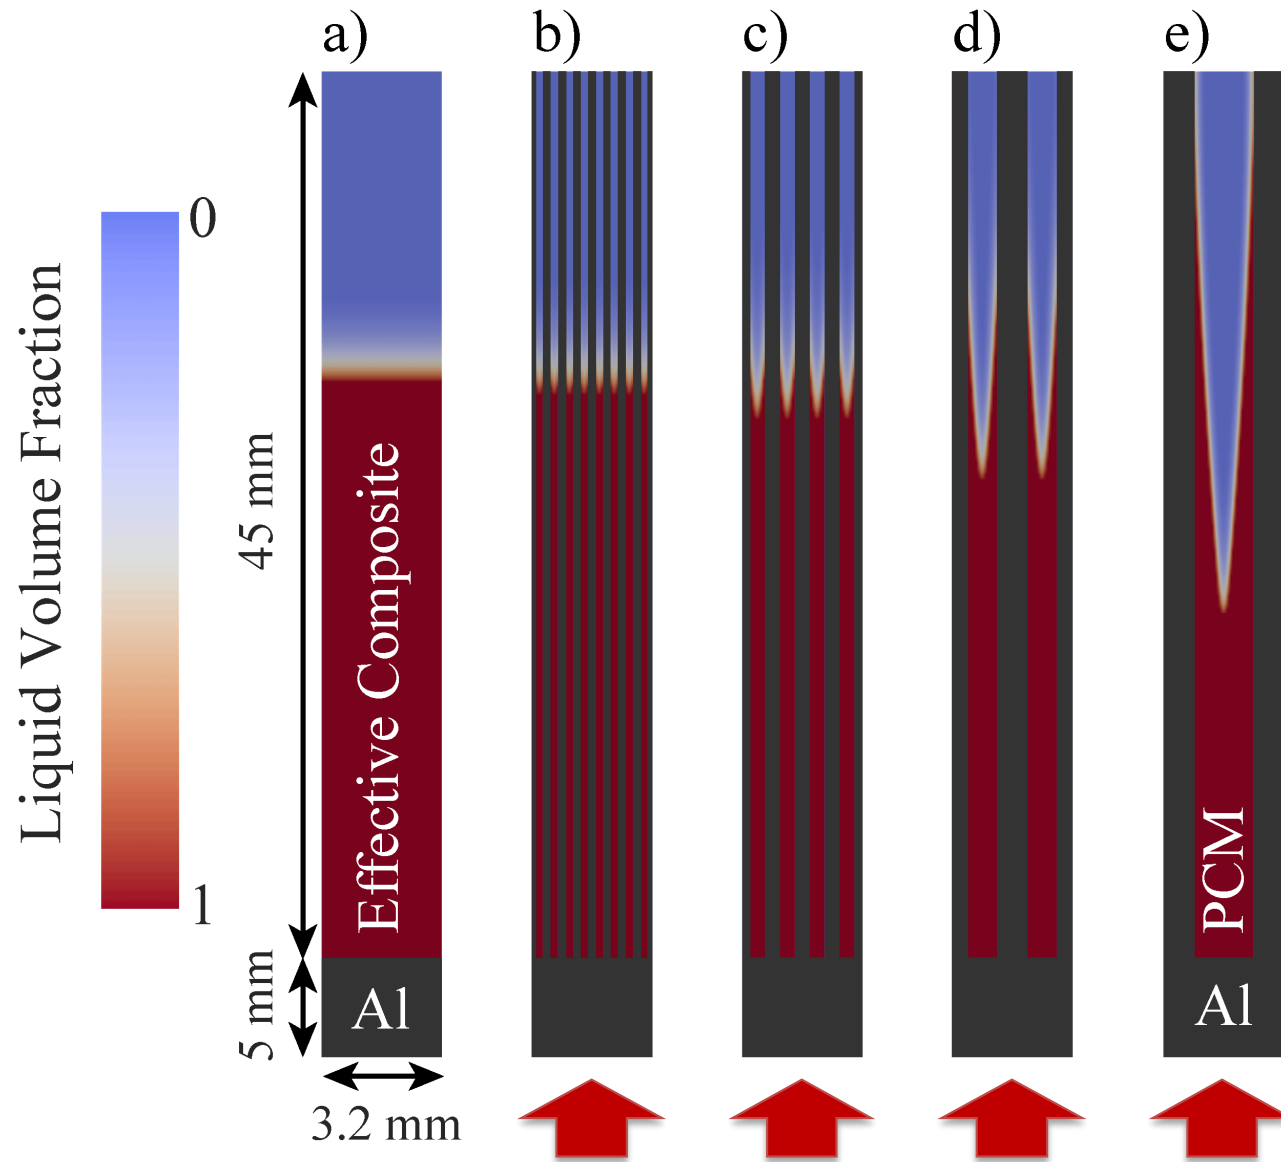 a)
b)
c)
d)
e)
0
Liquid Volume Fraction
1
45 mm
5 mm
3.2 mm
Effective Composite
Al
PCM
Al